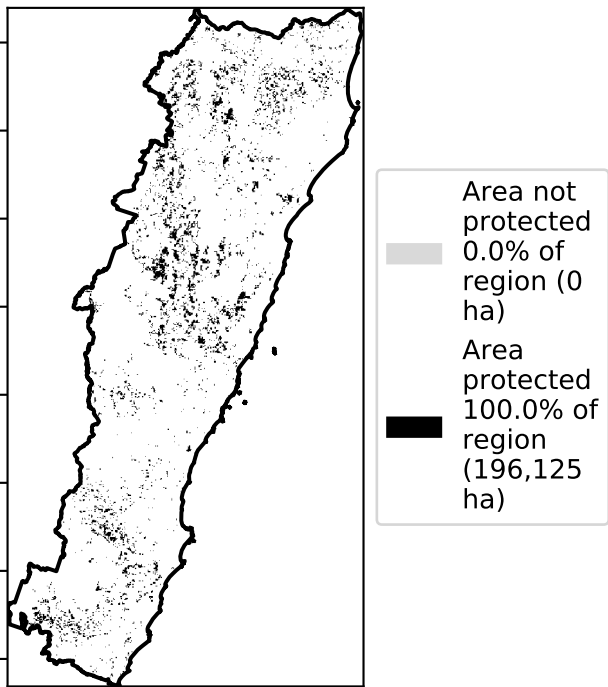 Area not
protected
0.0% of
region (0
ha)
Area
protected
100.0% of
region
(196,125
ha)